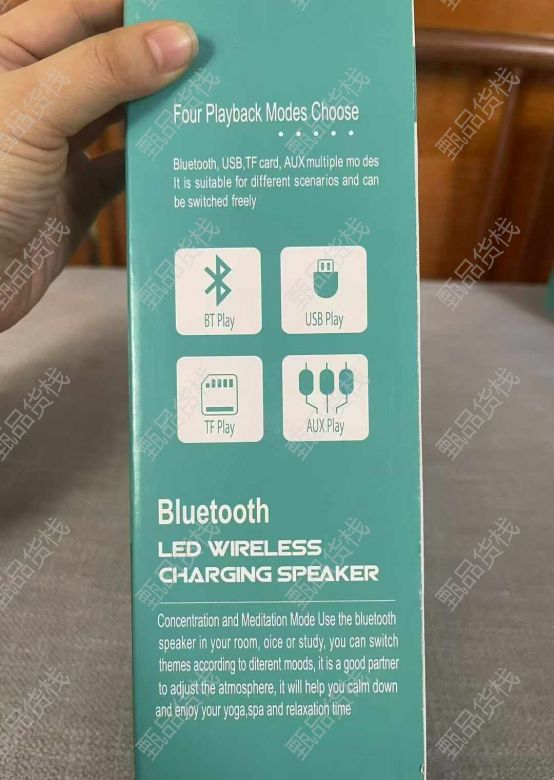 Four Playback Modes Choose
Bluetooth, USB,TF card, AUX multiple mo des
It is suitable for different scenarios and can
be switched freely
BT Play
USB Play
TF Play
AUX Play
Bluetooth
LED WIRELESS
CHARGING SPEAKER
Concentration and Meditation Mode Use the bluetooth
speaker in your room, oice or study, you can switch
themes according to diterent moods, it is a good partner
to adjust the atmosphere, it will help you calm down
and enjoy your yoga,spa and relaxation time
甄品货栈